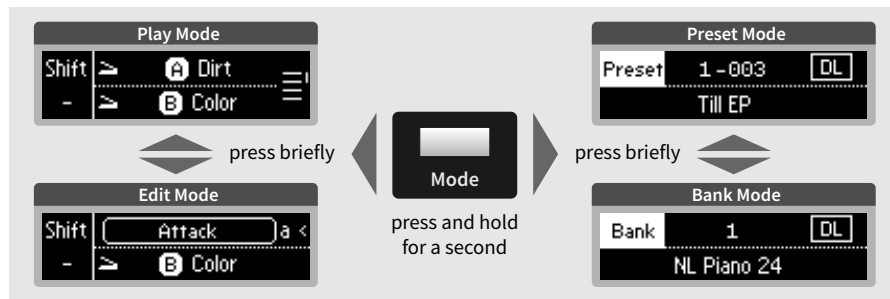 Play Mode
Shift A Dirt
- B Color
press briefly
Edit Mode
Shift Attack a <
- B Color
Mode
press and hold
for a second
Preset Mode
Preset 1-003 DL
Till EP
press briefly
Bank Mode
Bank 1 DL
NL Piano 24